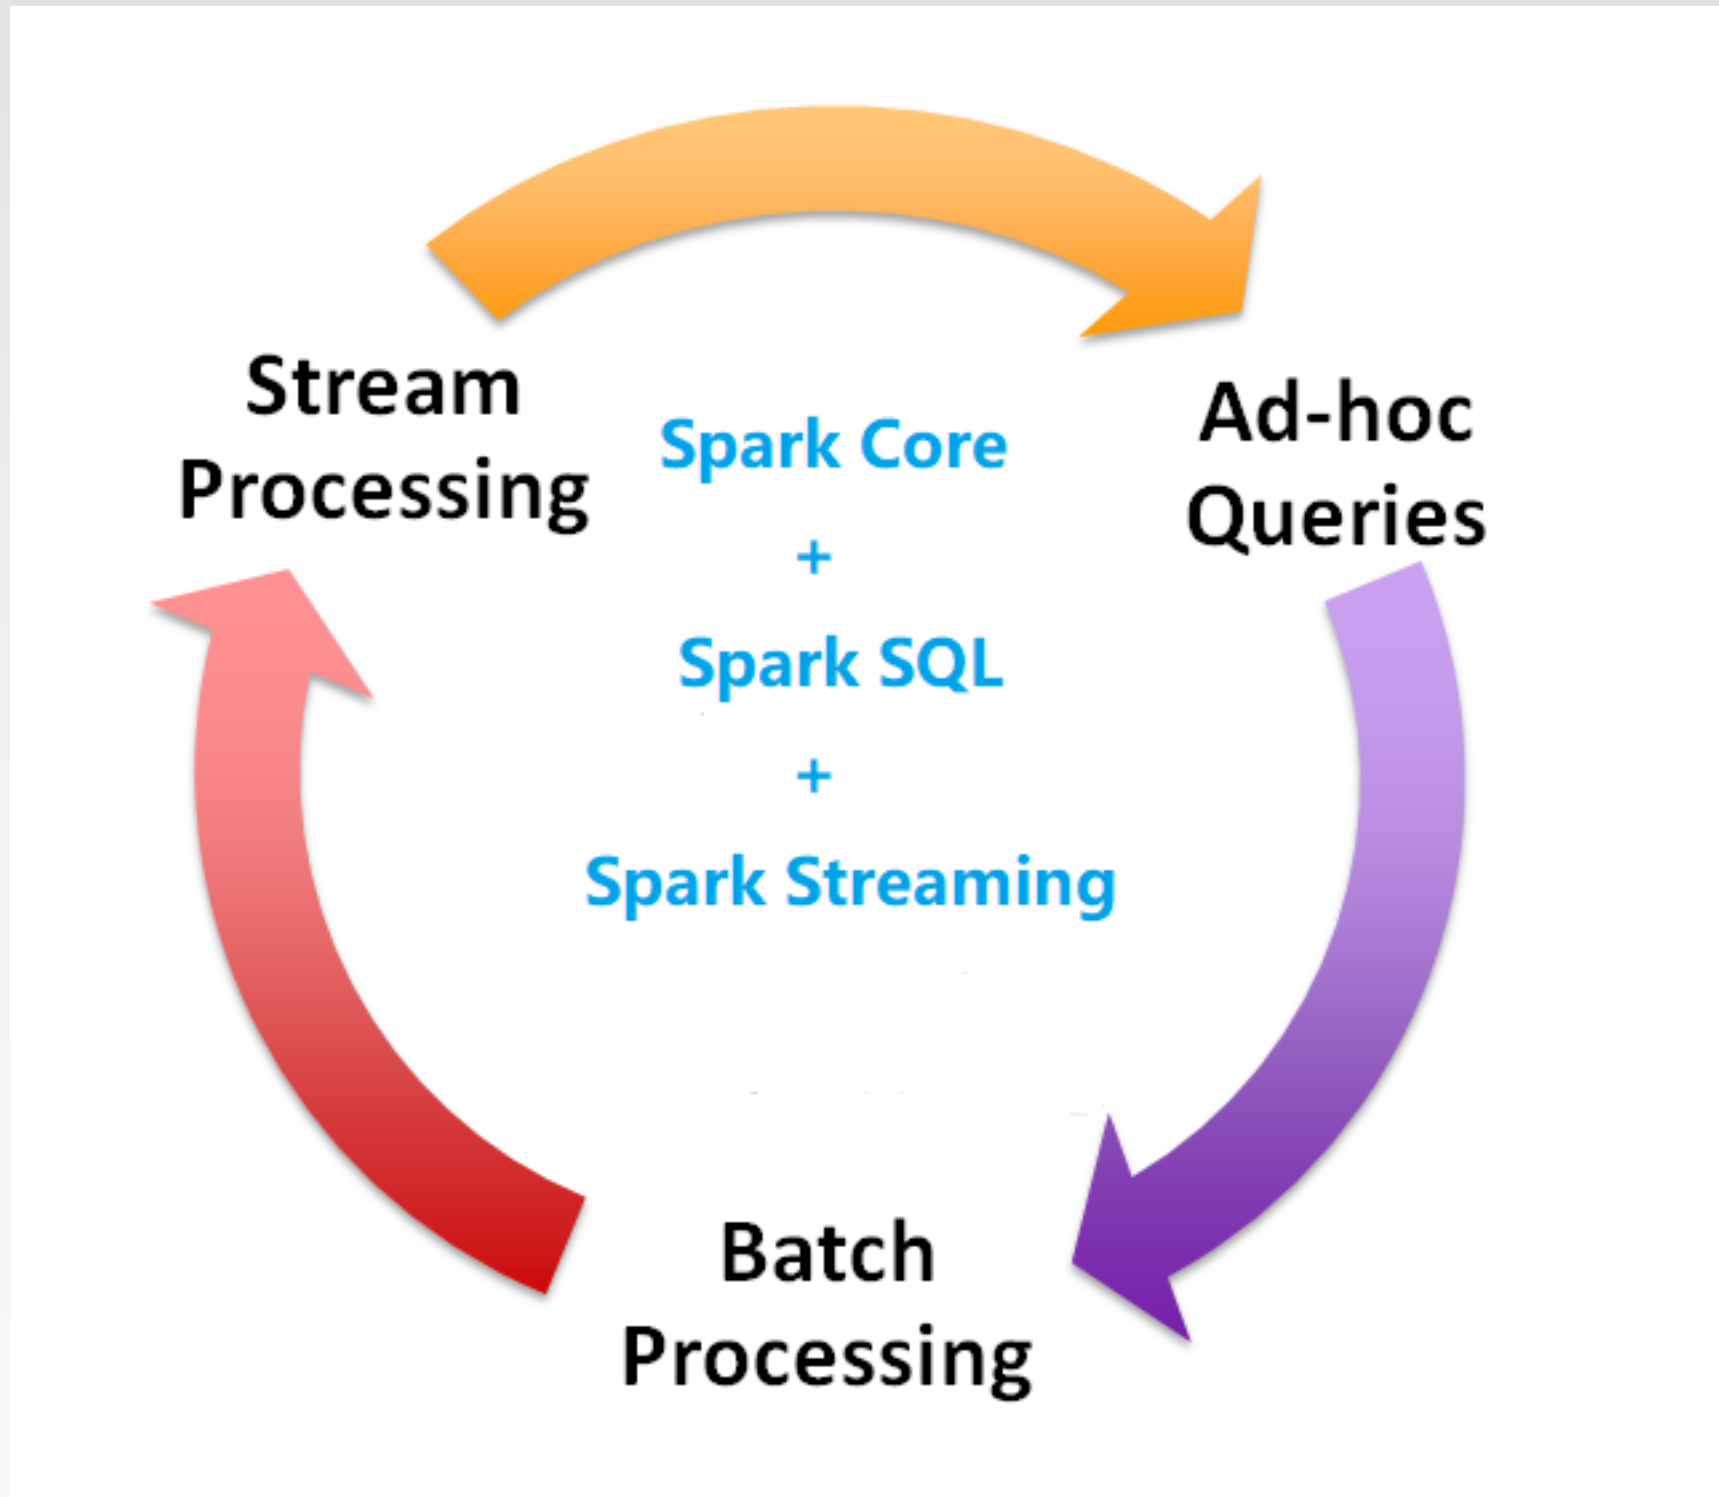 Stream
Processing
Ad-hoc
Queries
Spark Core
+
Spark SQL
+
Spark Streaming
Batch
Processing